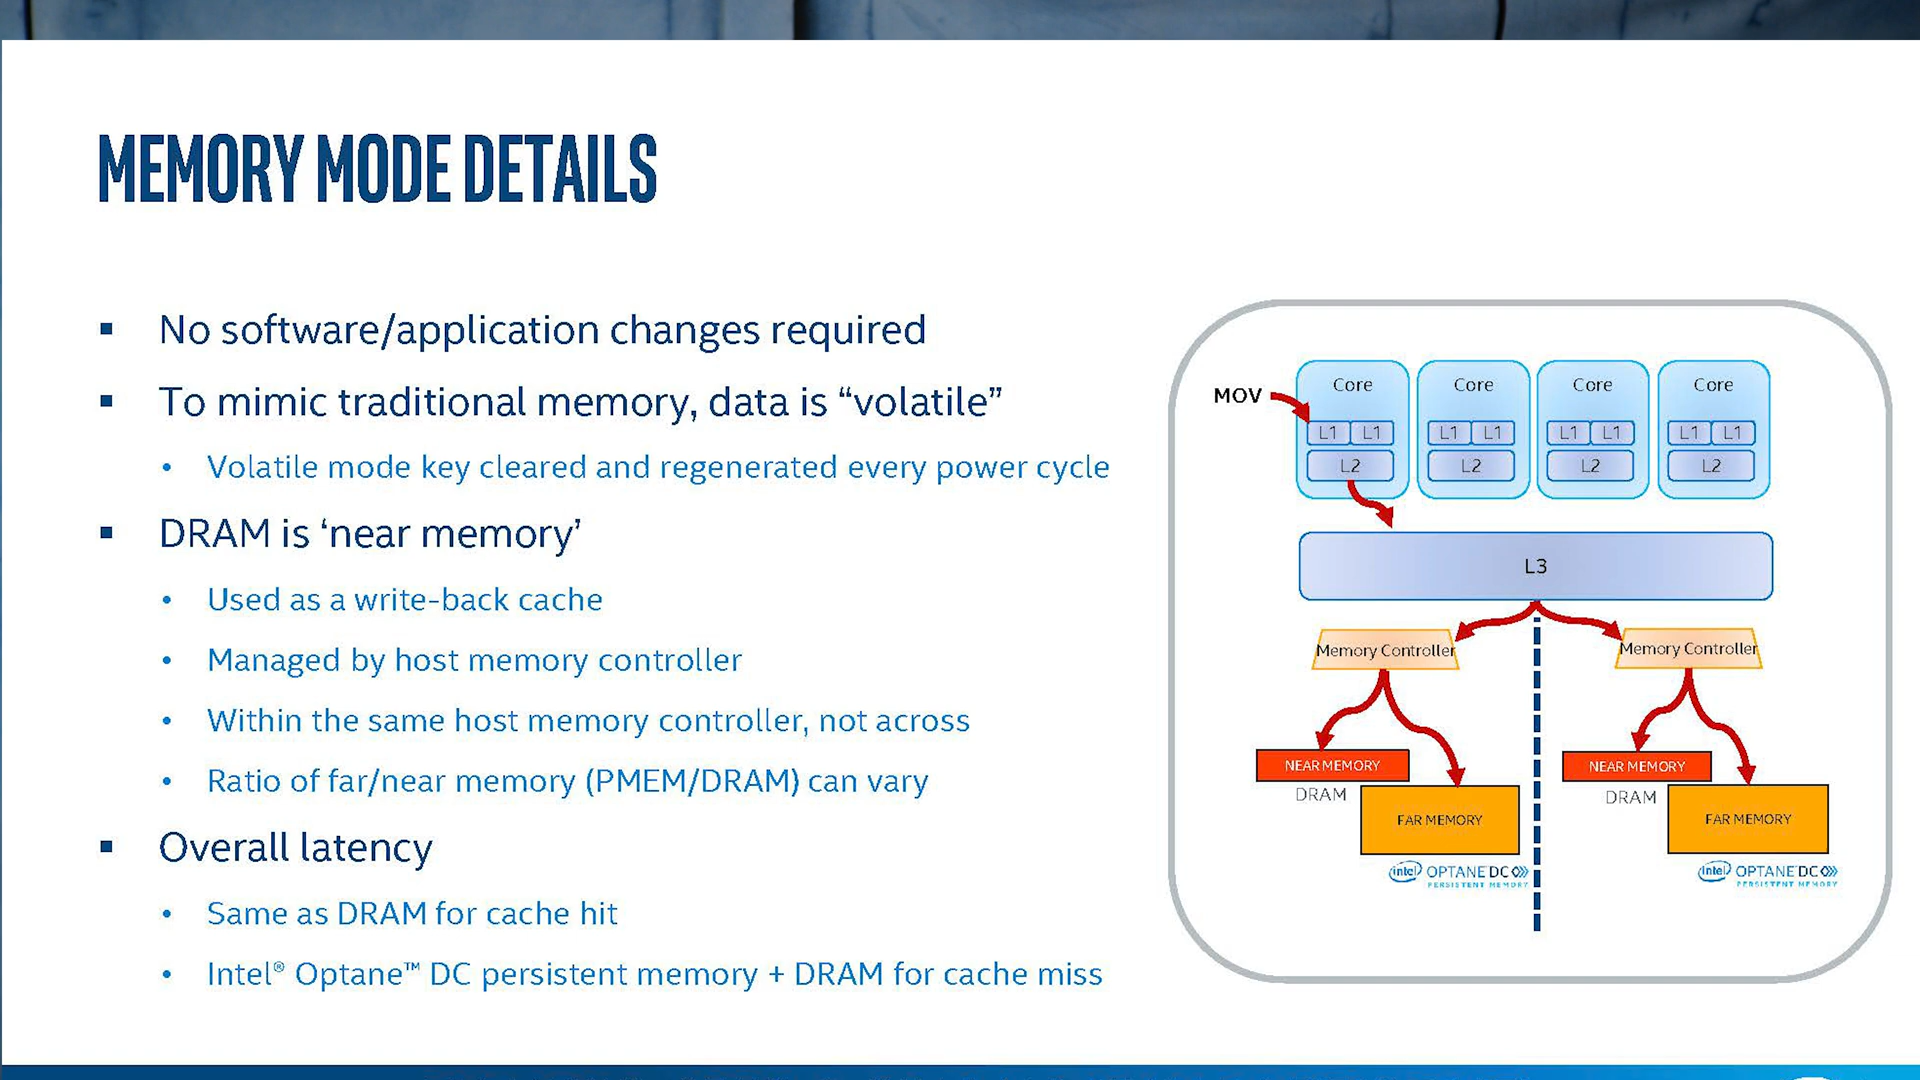 MEMORY MODE DETAILS
▪ No software/application changes required
▪ To mimic traditional memory, data is “volatile”
• Volatile mode key cleared and regenerated every power cycle
▪ DRAM is ‘near memory’
• Used as a write-back cache
• Managed by host memory controller
• Within the same host memory controller, not across
• Ratio of far/near memory (PMEM/DRAM) can vary
▪ Overall latency
• Same as DRAM for cache hit
• Intel® Optane™ DC persistent memory + DRAM for cache miss
MOV
Core Core Core Core
L1 L1 L1 L1 L1 L1 L1 L1
L2 L2 L2 L2
L3
Memory Controller Memory Controller
NEAR MEMORY NEAR MEMORY
DRAM DRAM
FAR MEMORY FAR MEMORY
intel OPTANE DC intel OPTANE DC
PERSISTENT MEMORY PERSISTENT MEMORY